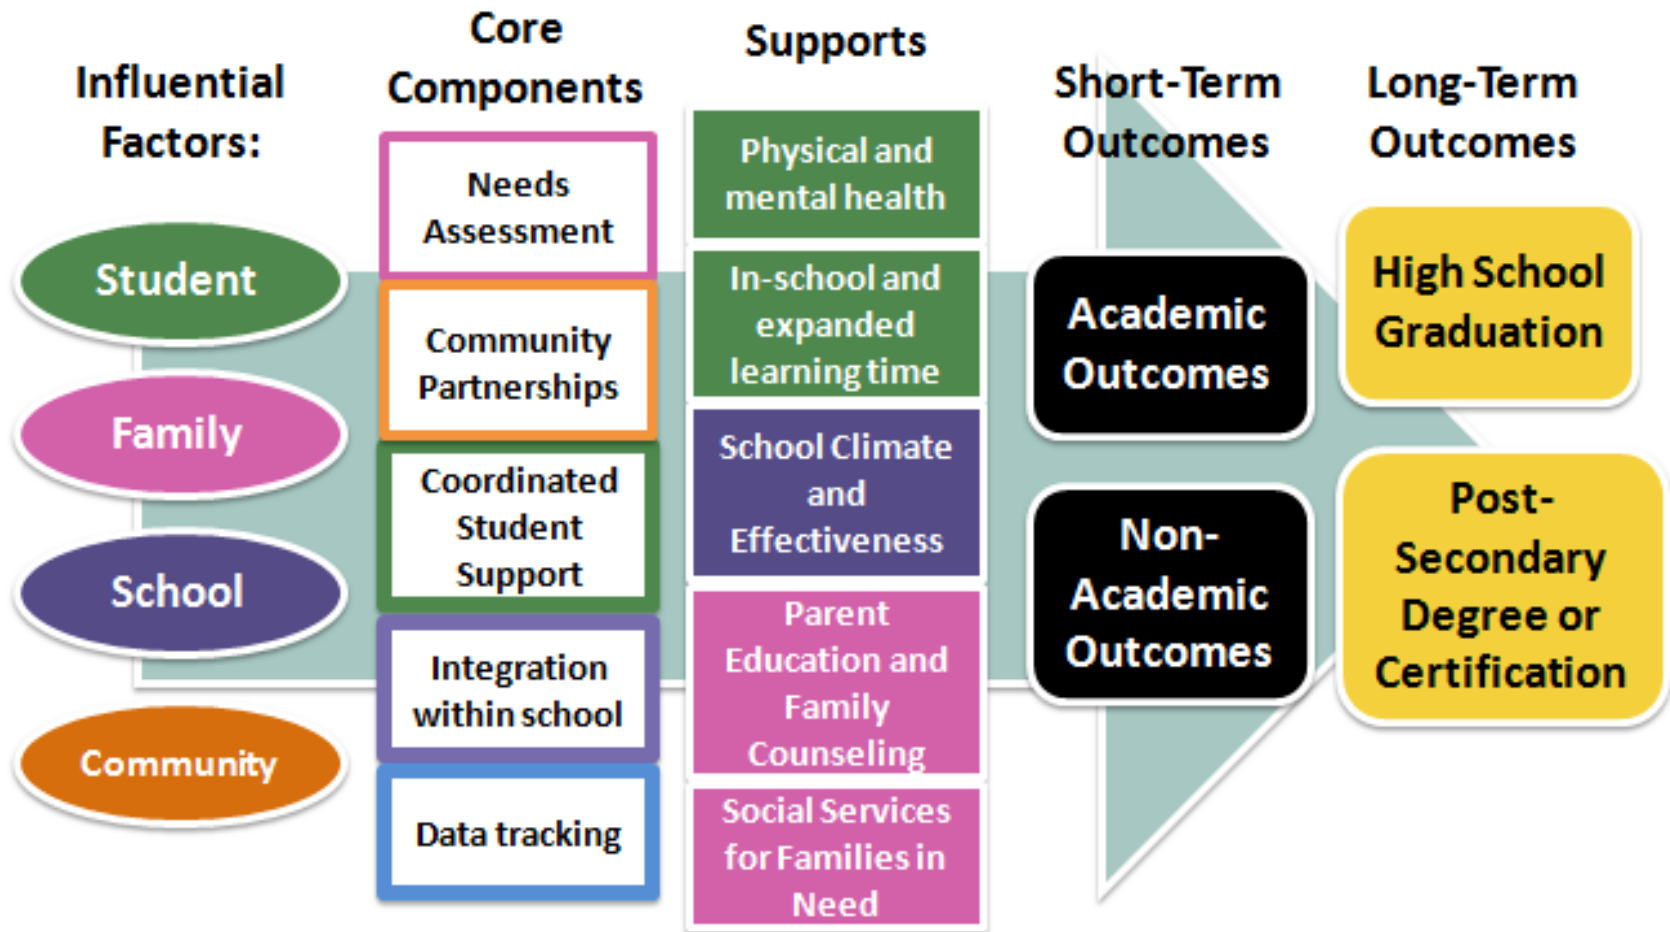 Influential
Factors:
Student
Family
School
Community
Core
Components
Needs
Assessment
Community
Partnerships
Coordinated
Student
Support
Integration
within school
Data tracking
Supports
Physical and
mental health
In-school and
expanded
learning time
School Climate
and
Effectiveness
Parent
Education and
Family
Counseling
Social Services
for Families in
Need
Short-Term
Outcomes
Academic
Outcomes
Non-
Academic
Outcomes
Long-Term
Outcomes
High School
Graduation
Post-
Secondary
Degree or
Certification